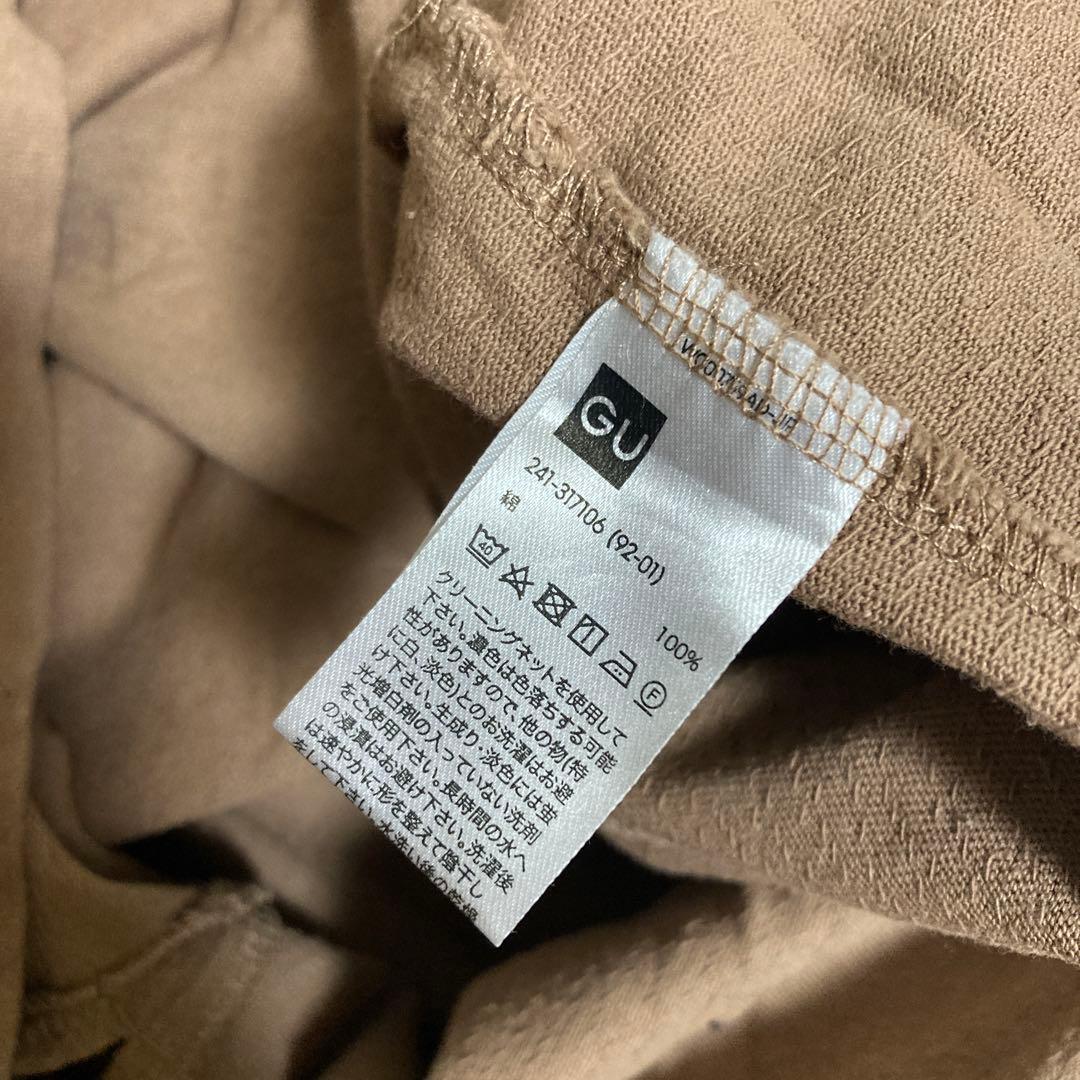 GU
241-317106 (92-01)
綿 100%
40
F
クリーニングネットを使用して
下さい。濃色は色落ちする可能
性がありますので、他の物(特
に白、淡色)とのお洗濯はお避
け下さい。生成り・淡色には蛍
光増白剤の入っていない洗剤
をご使用下さい。長時間の水へ
の浸漬はお避け下さい。洗濯後
は速やかに形を整えて陰干し